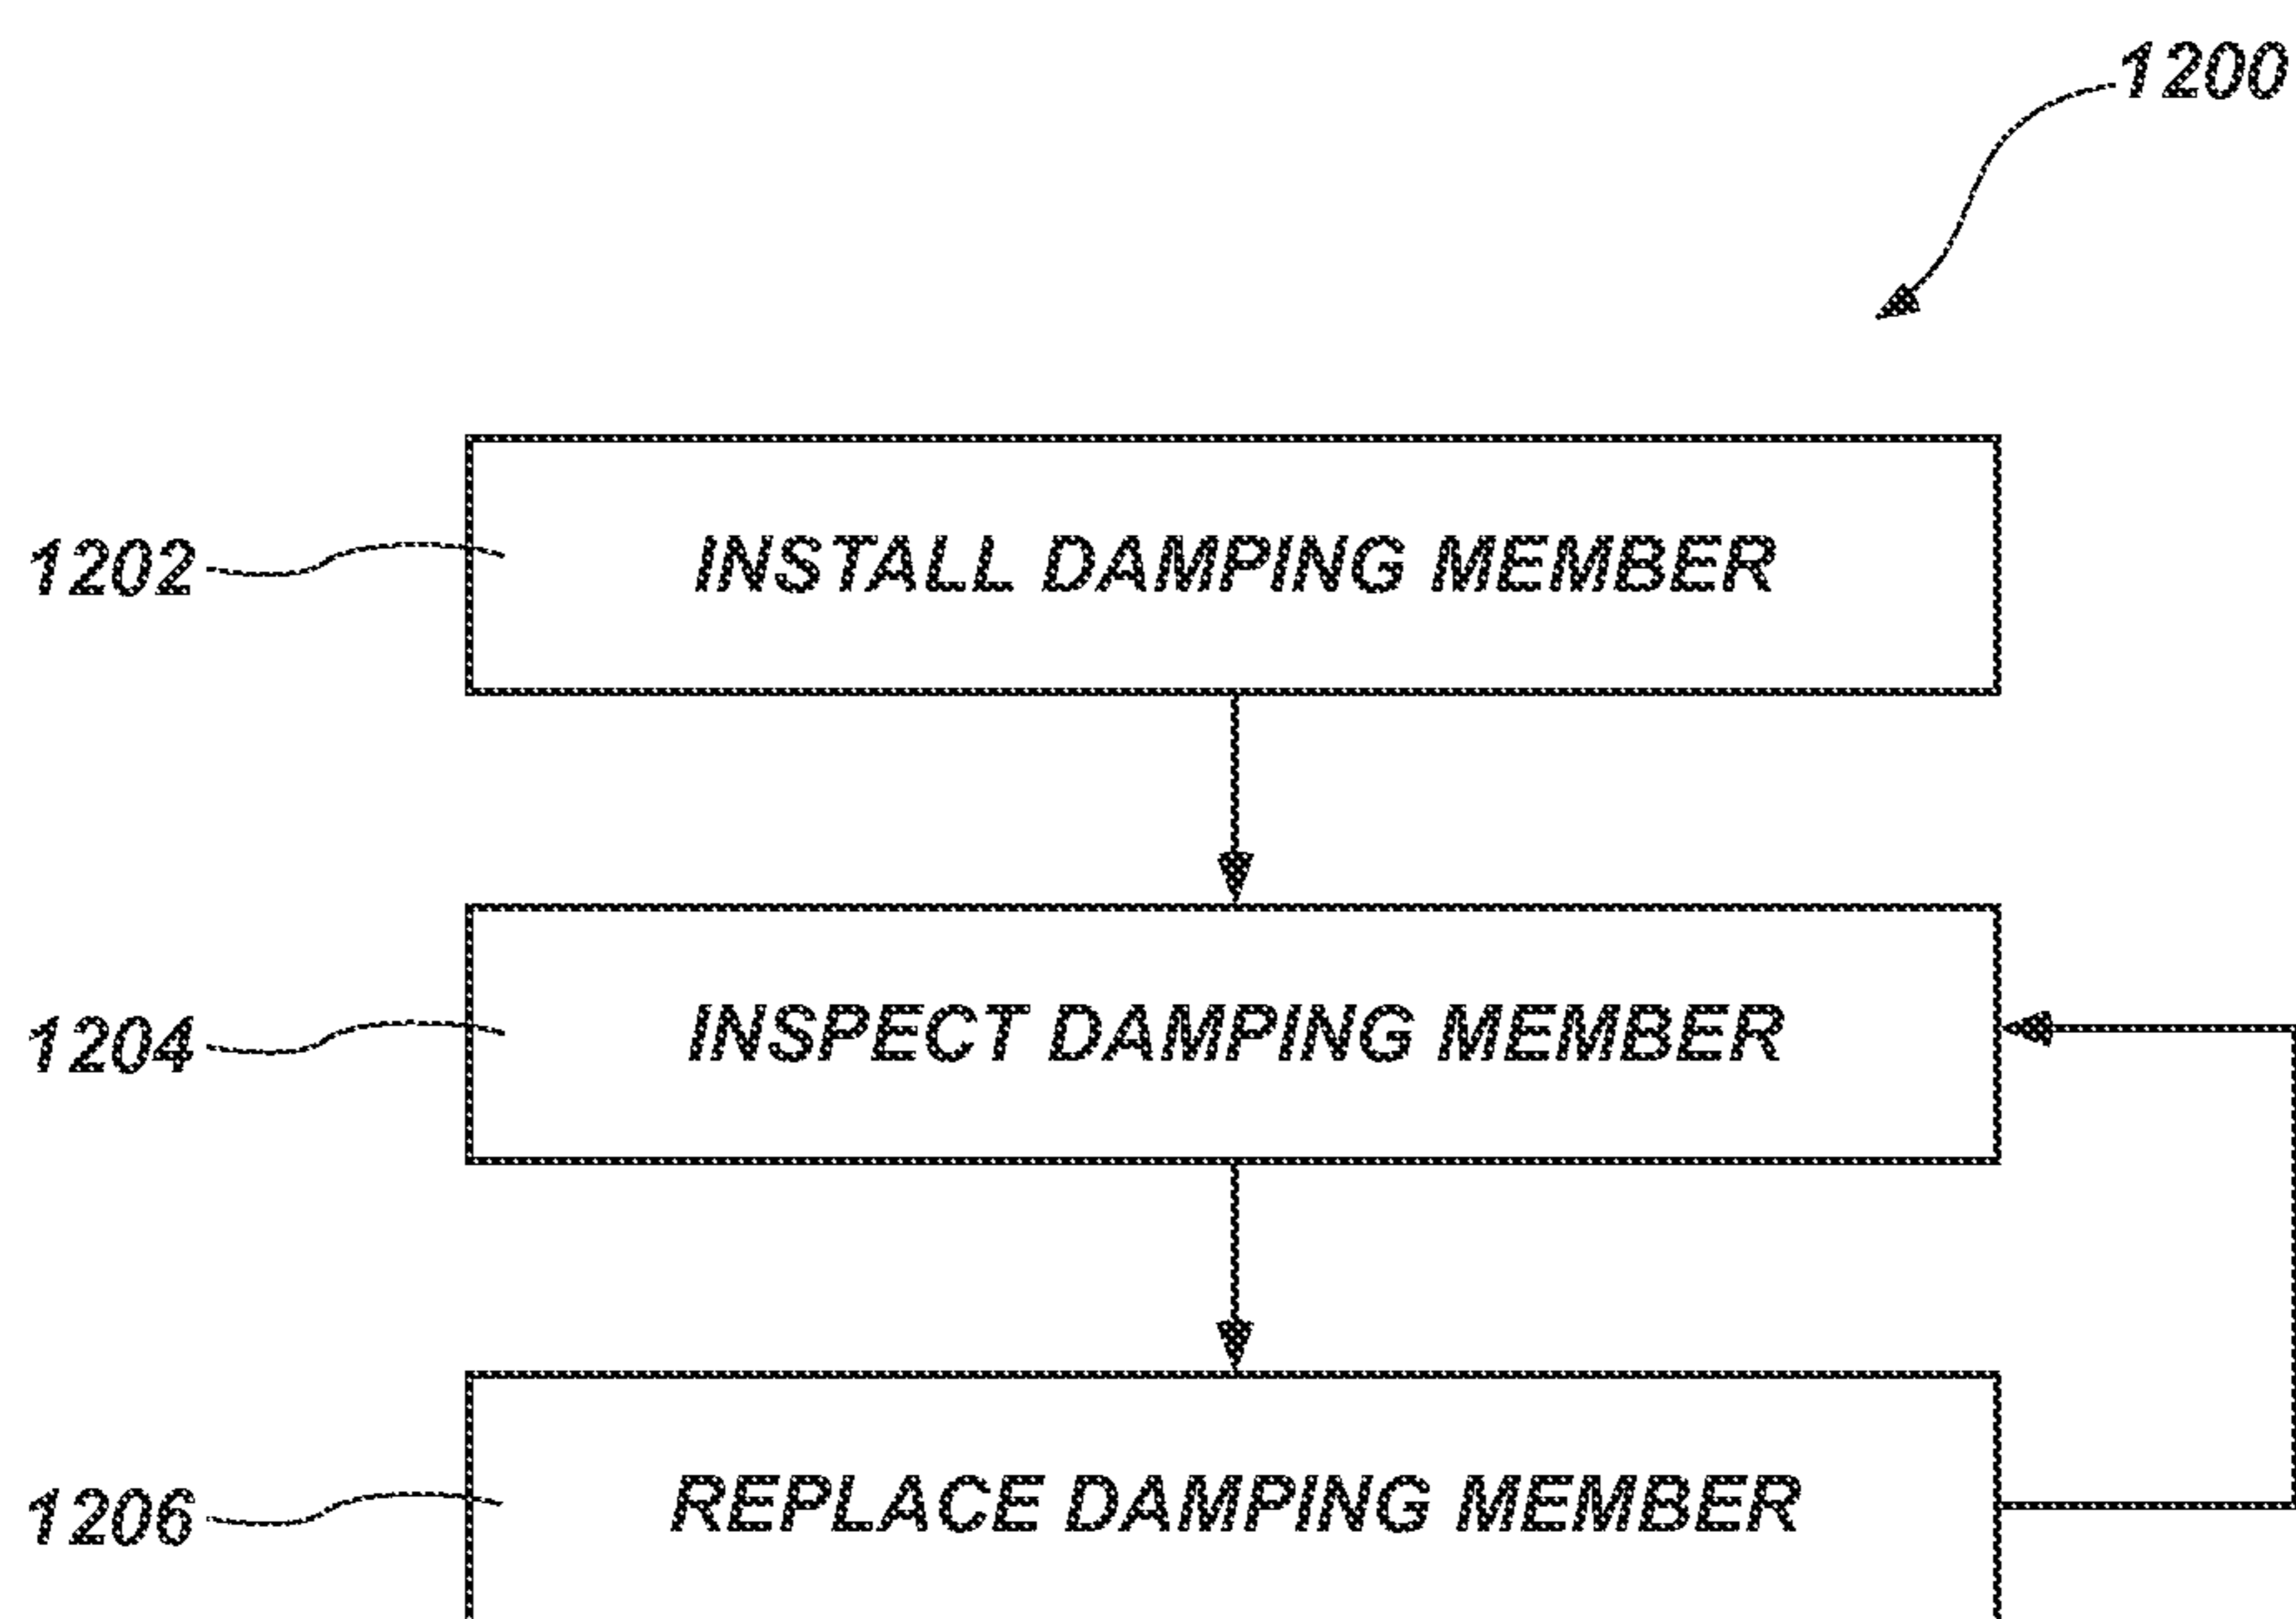 1200
1202 INSTALL DAMPING MEMBER
1204 INSPECT DAMPING MEMBER
1206 REPLACE DAMPING MEMBER